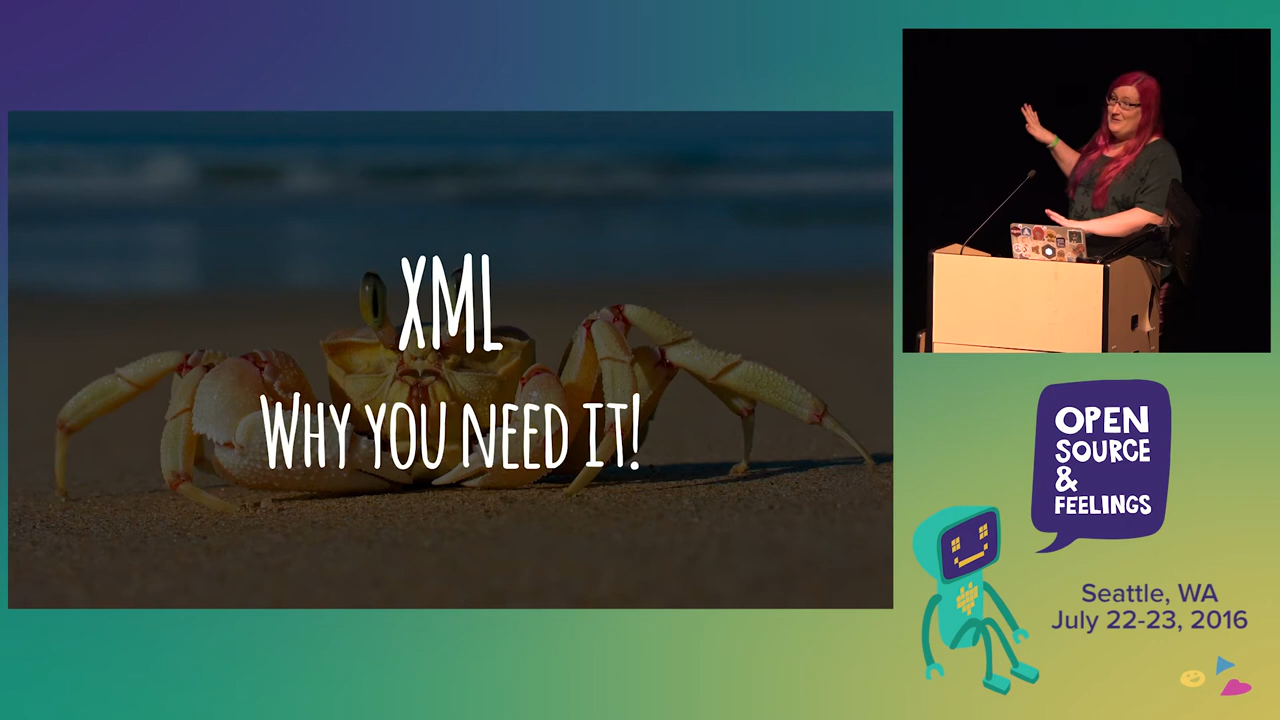 XML
WHY YOU NEED IT!
OPEN
SOURCE
&
FEELINGS
Seattle, WA
July 22-23, 2016